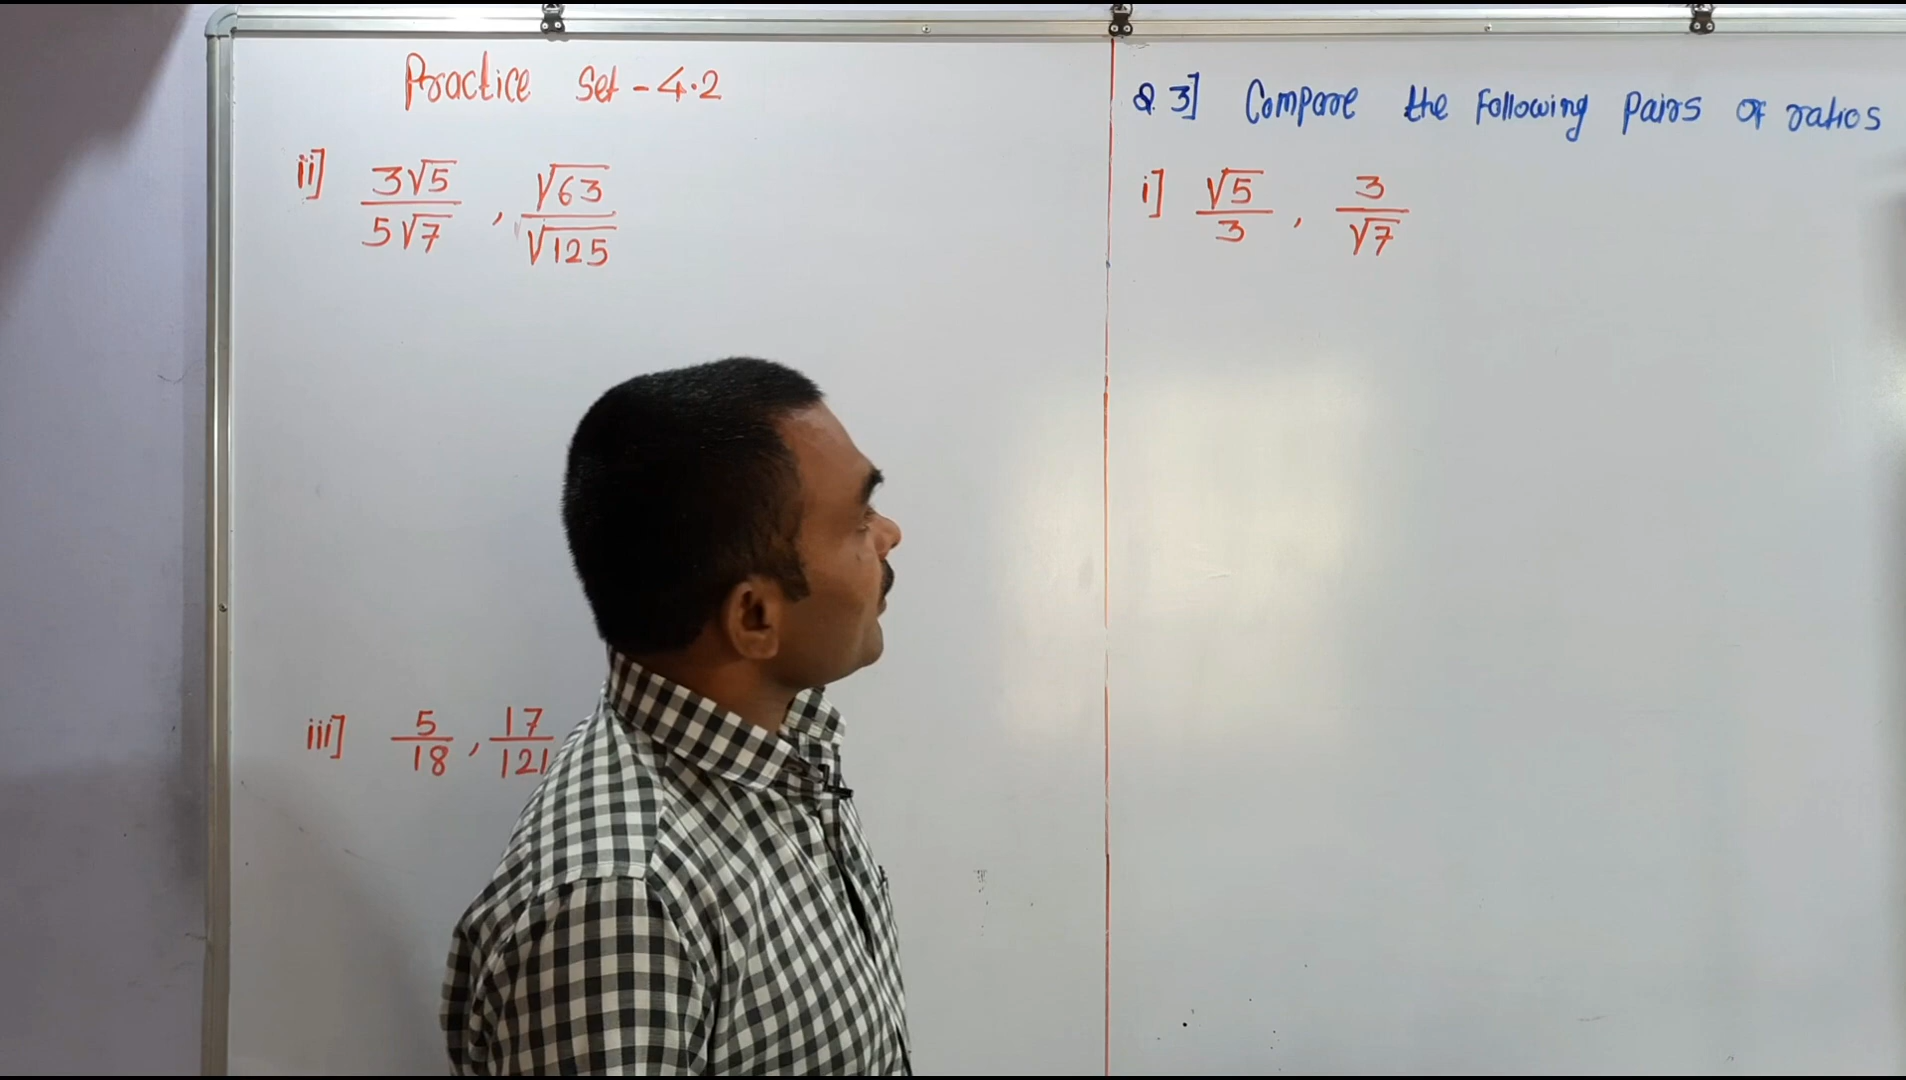 Practice Set - 4.2
ii] 3√5/5√7 , √63/√125
iii] 5/18 , 17/121
Q.3] Compare the Following pairs of ratios
i] √5/3 , 3/√7